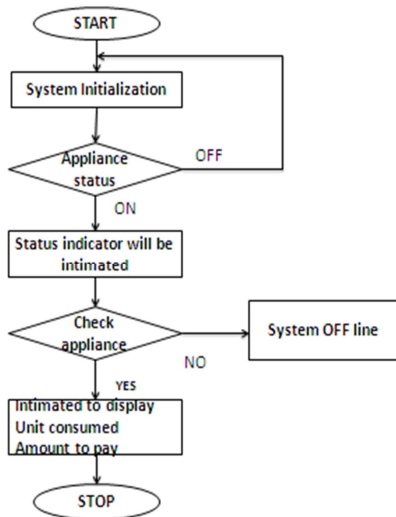 START
System Initialization
Appliance
status
OFF
ON
Status indicator will be
intimated
Check
appliance
System OFF line
NO
YES
Intimated to display
Unit consumed
Amount to pay
STOP